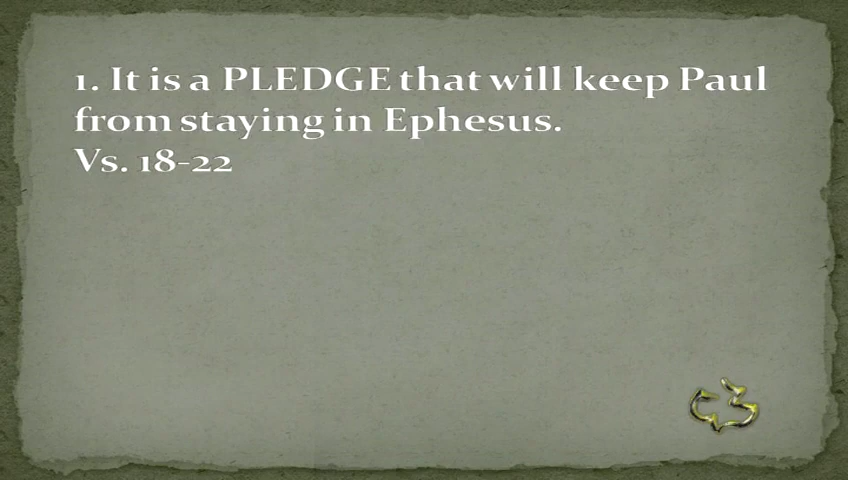 1. It is a PLEDGE that will keep Paul
from staying in Ephesus.
Vs. 18-22